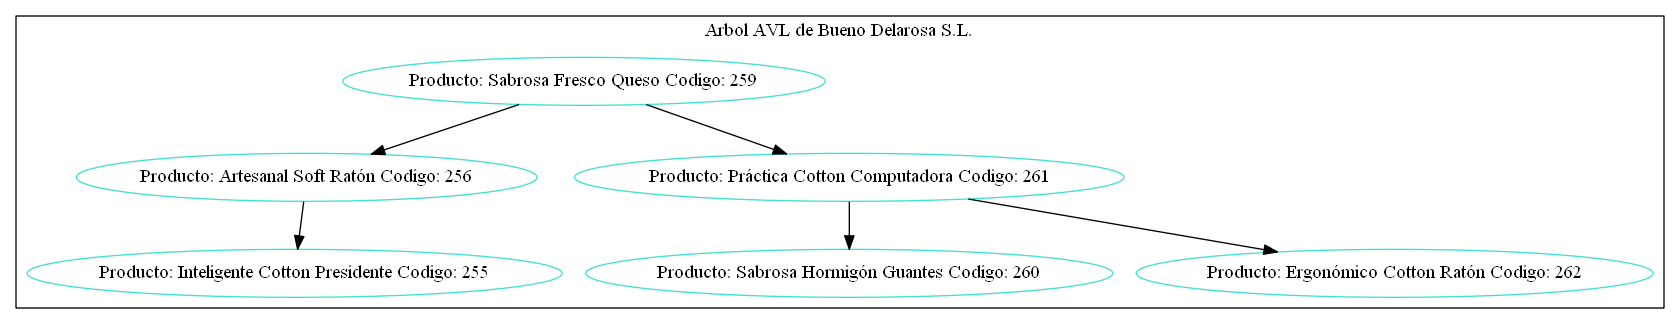 Arbol AVL de Bueno Delarosa S.L.
Producto: Sabrosa Fresco Queso Codigo: 259
Producto: Artesanal Soft Ratón Codigo: 256
Producto: Práctica Cotton Computadora Codigo: 261
Producto: Inteligente Cotton Presidente Codigo: 255
Producto: Sabrosa Hormigón Guantes Codigo: 260
Producto: Ergonómico Cotton Ratón Codigo: 262